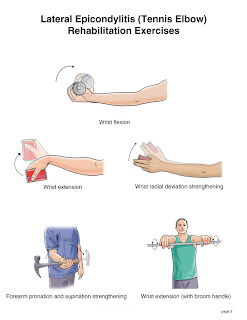 Lateral Epicondylitis (Tennis Elbow)
Rehabilitation Exercises
Wrist flexion
Wrist extension
Wrist radial deviation strengthening
Forearm pronation and supination strengthening
Wrist extension (with broom handle)
page 3